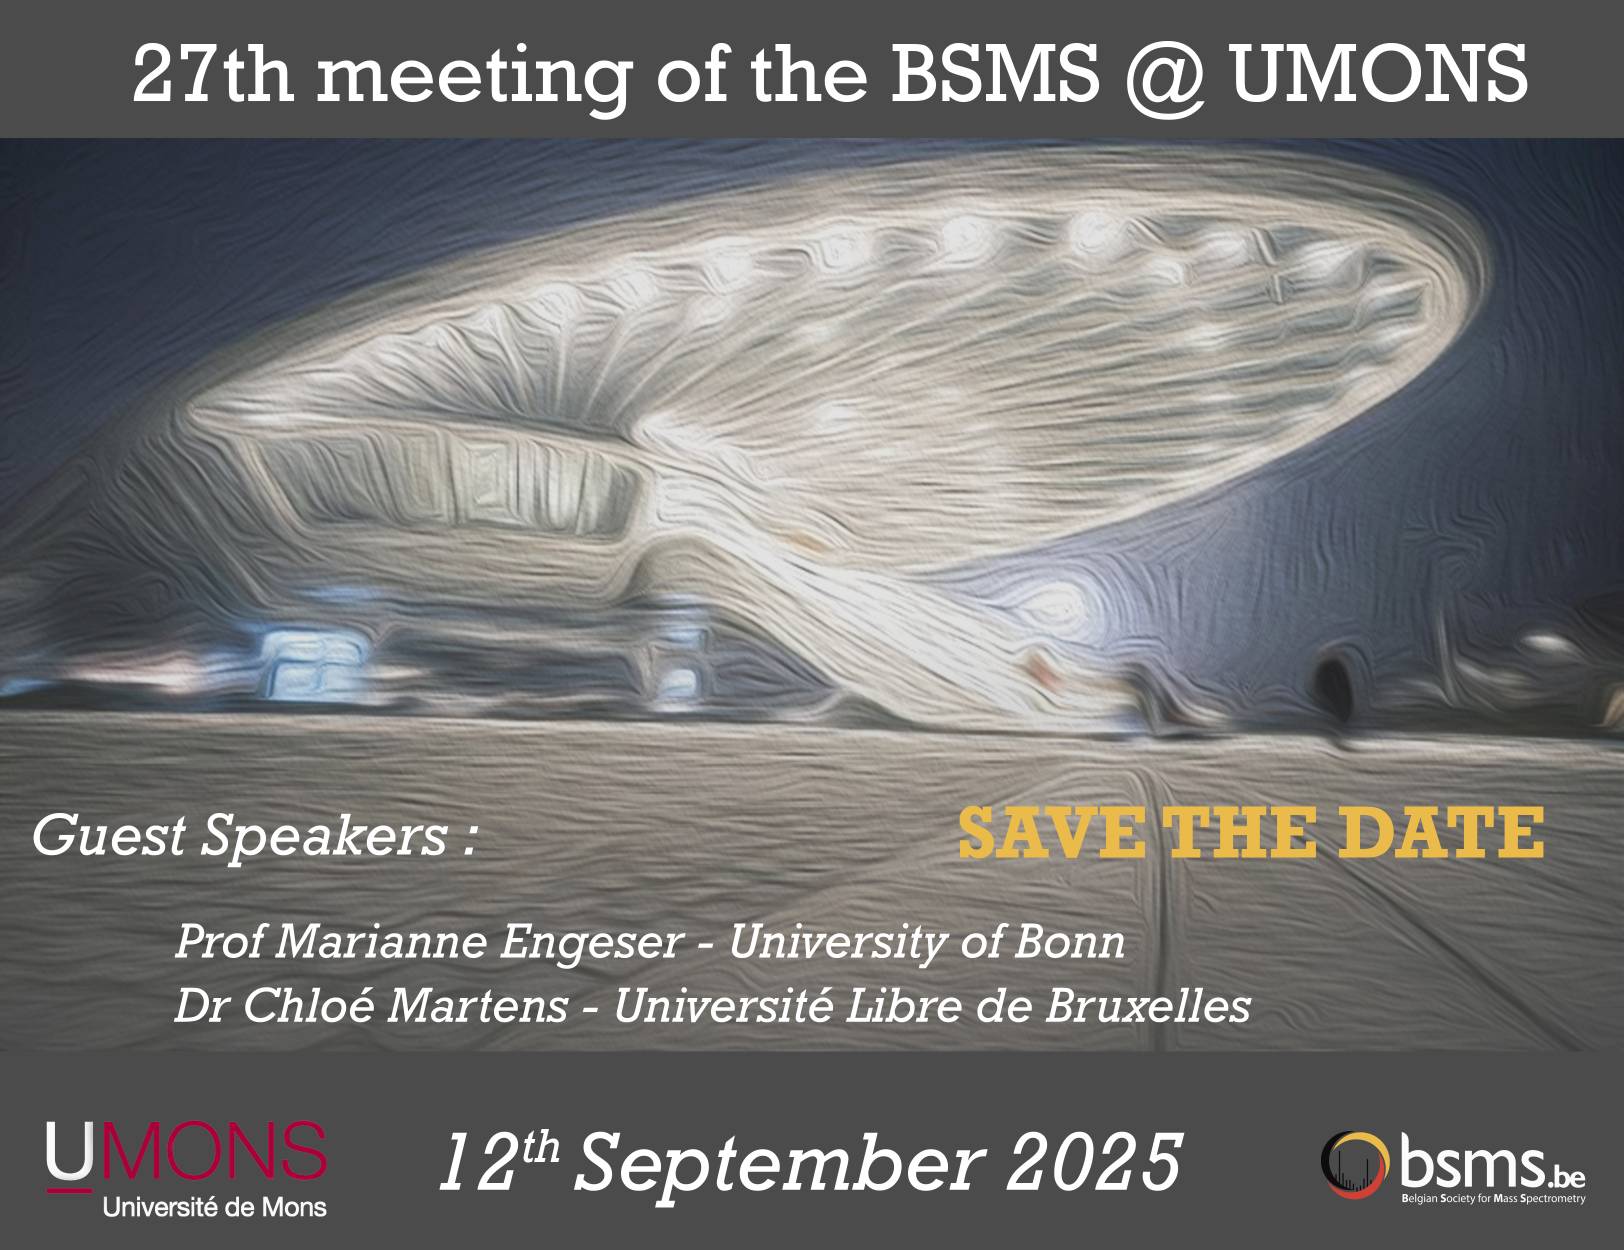 27th meeting of the BSMS @ UMONS
Guest Speakers :
SAVE THE DATE
Prof Marianne Engeser - University of Bonn
Dr Chloé Martens - Université Libre de Bruxelles
UMONS
Université de Mons
12th September 2025
bsms.be
Belgian Society for Mass Spectrometry